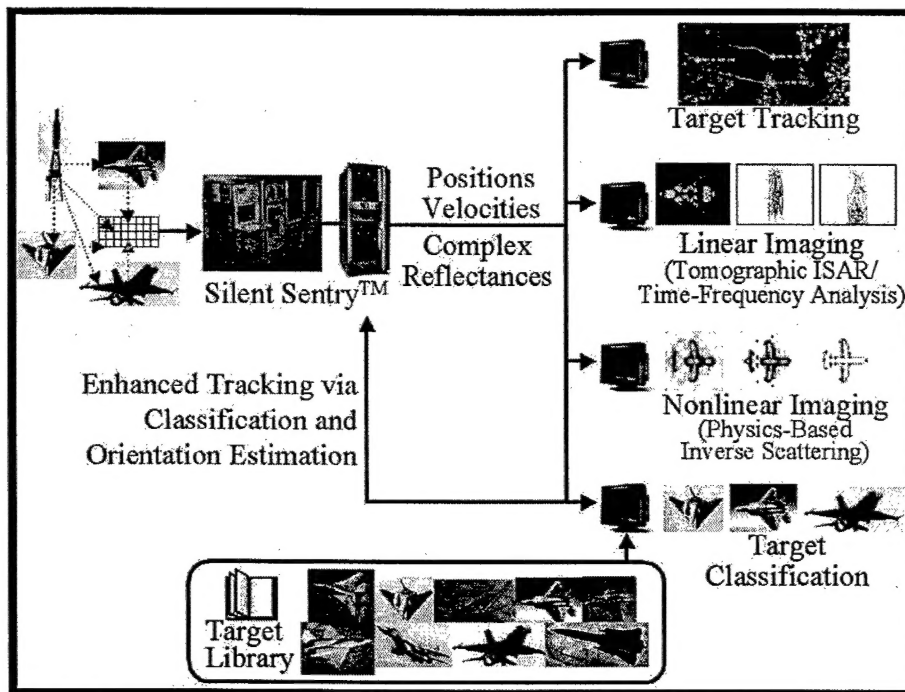 Target Tracking
Positions
Velocities
Complex
Reflectances
Silent Sentry™
Linear Imaging
(Tomographic ISAR/
Time-Frequency Analysis)
Enhanced Tracking via
Classification and
Orientation Estimation
Nonlinear Imaging
(Physics-Based
Inverse Scattering)
Target
Classification
Target
Library